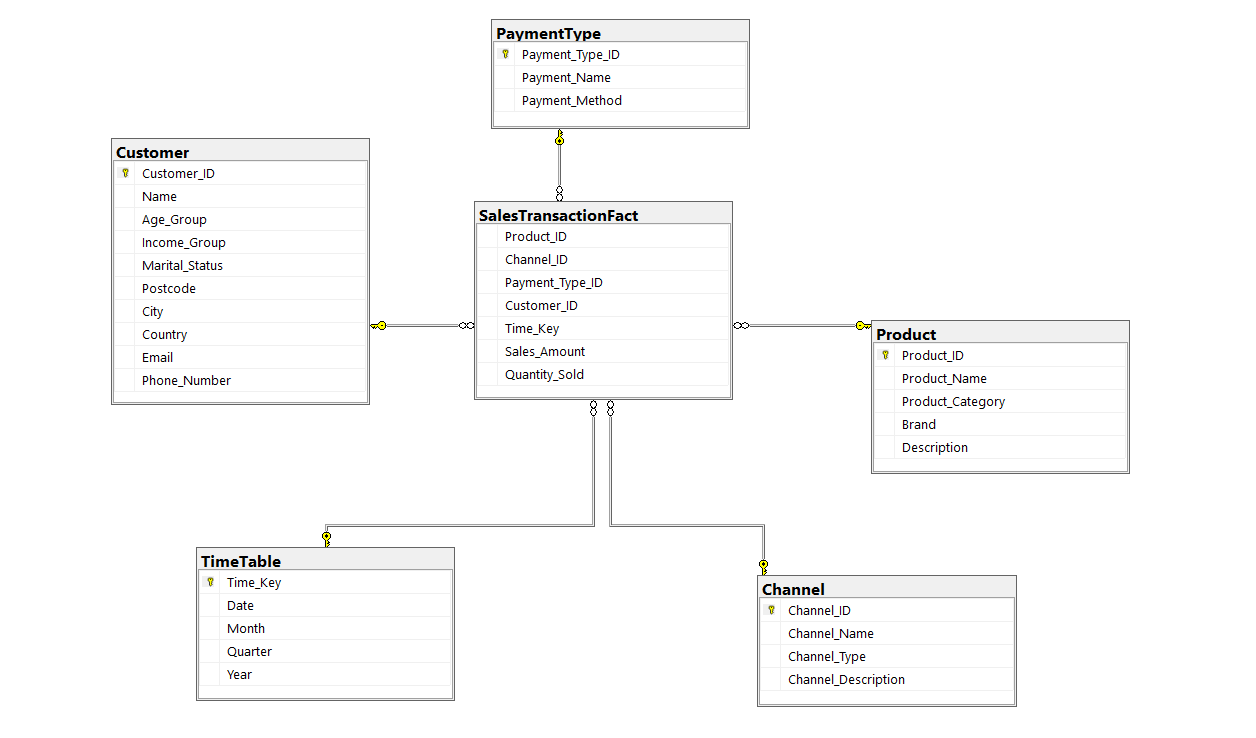 PaymentType
Payment_Type_ID
Payment_Name
Payment_Method
Customer
Customer_ID
Name
Age_Group
Income_Group
Marital_Status
Postcode
City
Country
Email
Phone_Number
SalesTransactionFact
Product_ID
Channel_ID
Payment_Type_ID
Customer_ID
Time_Key
Sales_Amount
Quantity_Sold
Product
Product_ID
Product_Name
Product_Category
Brand
Description
TimeTable
Time_Key
Date
Month
Quarter
Year
Channel
Channel_ID
Channel_Name
Channel_Type
Channel_Description